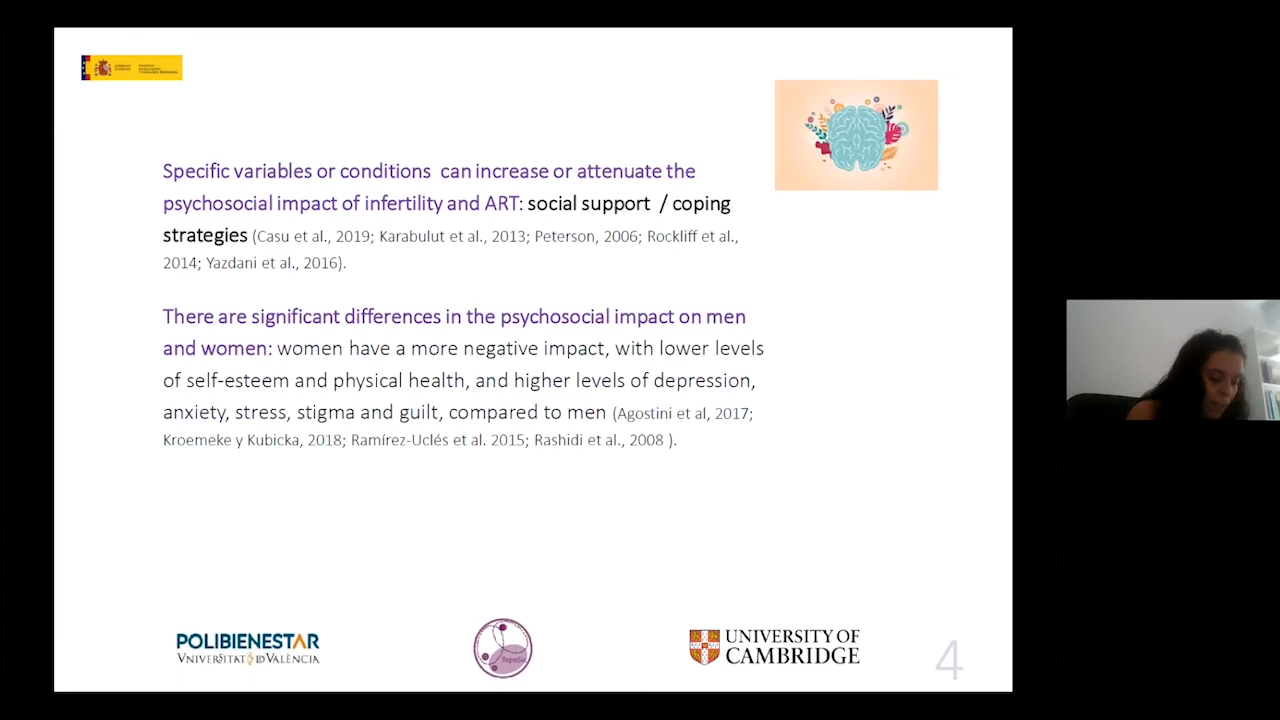 Specific variables or conditions can increase or attenuate the
psychosocial impact of infertility and ART: social support / coping
strategies (Casu et al., 2019; Karabulut et al., 2013; Peterson, 2006; Rockliff et al.,
2014; Yazdani et al., 2016).
There are significant differences in the psychosocial impact on men
and women: women have a more negative impact, with lower levels
of self-esteem and physical health, and higher levels of depression,
anxiety, stress, stigma and guilt, compared to men (Agostini et al, 2017;
Kroemeke y Kubicka, 2018; Ramírez-Uclés et al. 2015; Rashidi et al., 2008 ).
POLIBIENESTAR
VNIVERSITAT ID VALÈNCIA
UNIVERSITY OF
CAMBRIDGE
4